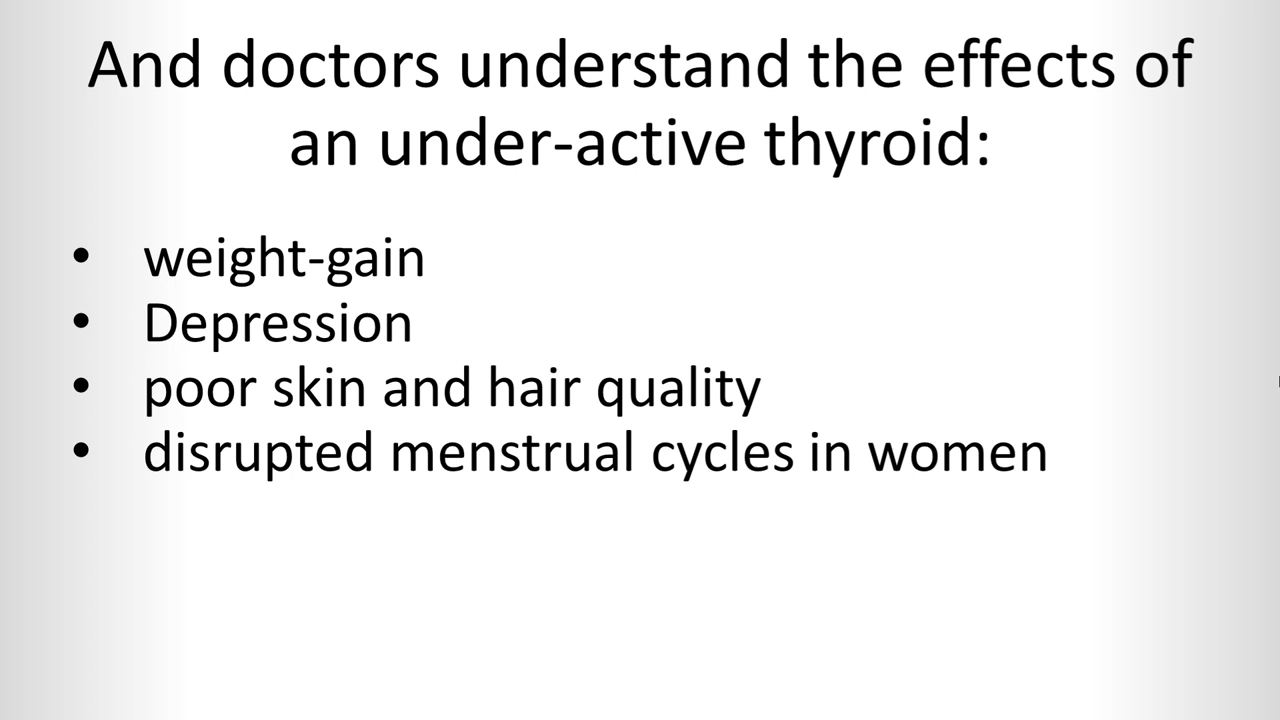 And doctors understand the effects of
an under-active thyroid:
• weight-gain
• Depression
• poor skin and hair quality
• disrupted menstrual cycles in women